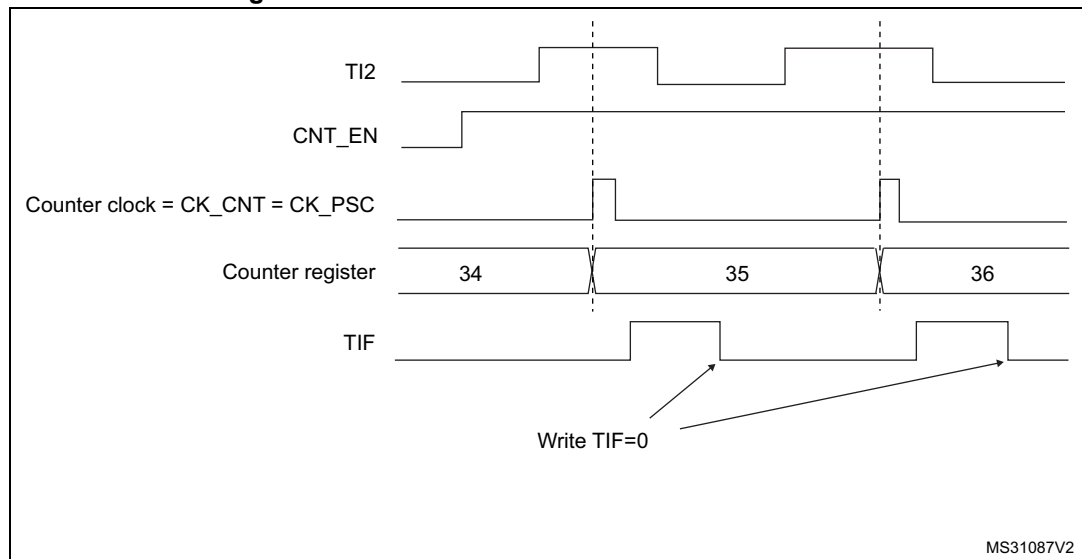 TI2
CNT_EN
Counter clock = CK_CNT = CK_PSC
Counter register 34 35 36
TIF
Write TIF=0
MS31087V2